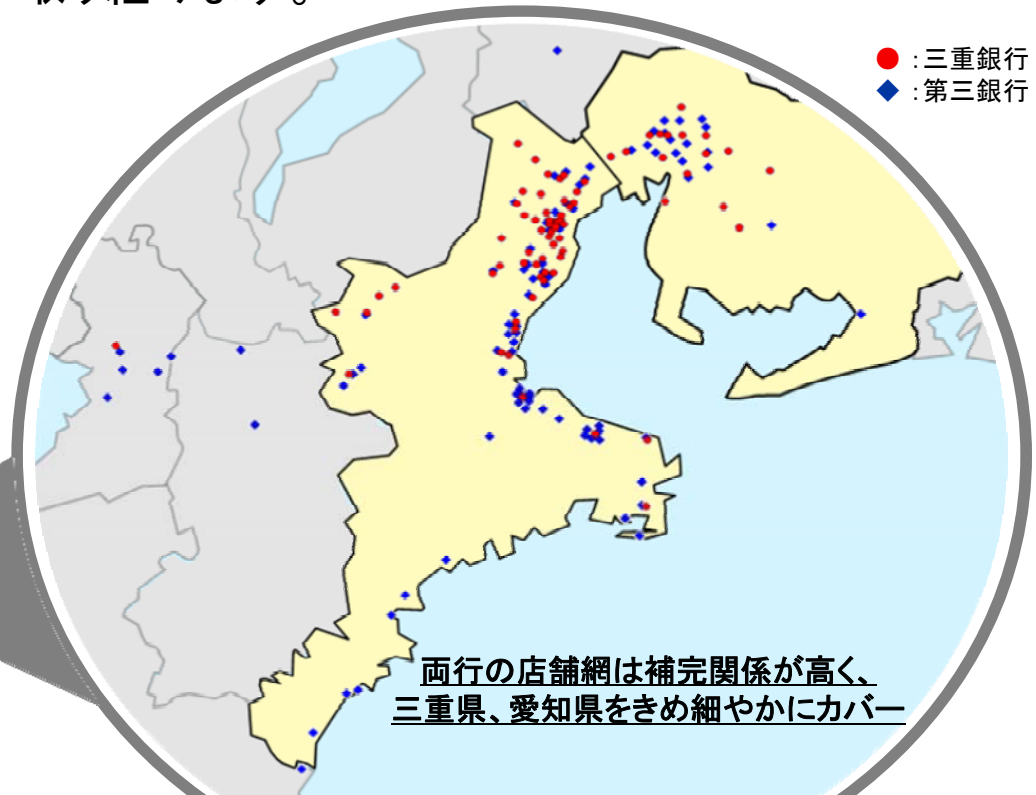 ● :三重銀行
◆ :第三銀行
両行の店舗網は補完関係が高く、
三重県、愛知県をきめ細やかにカバー